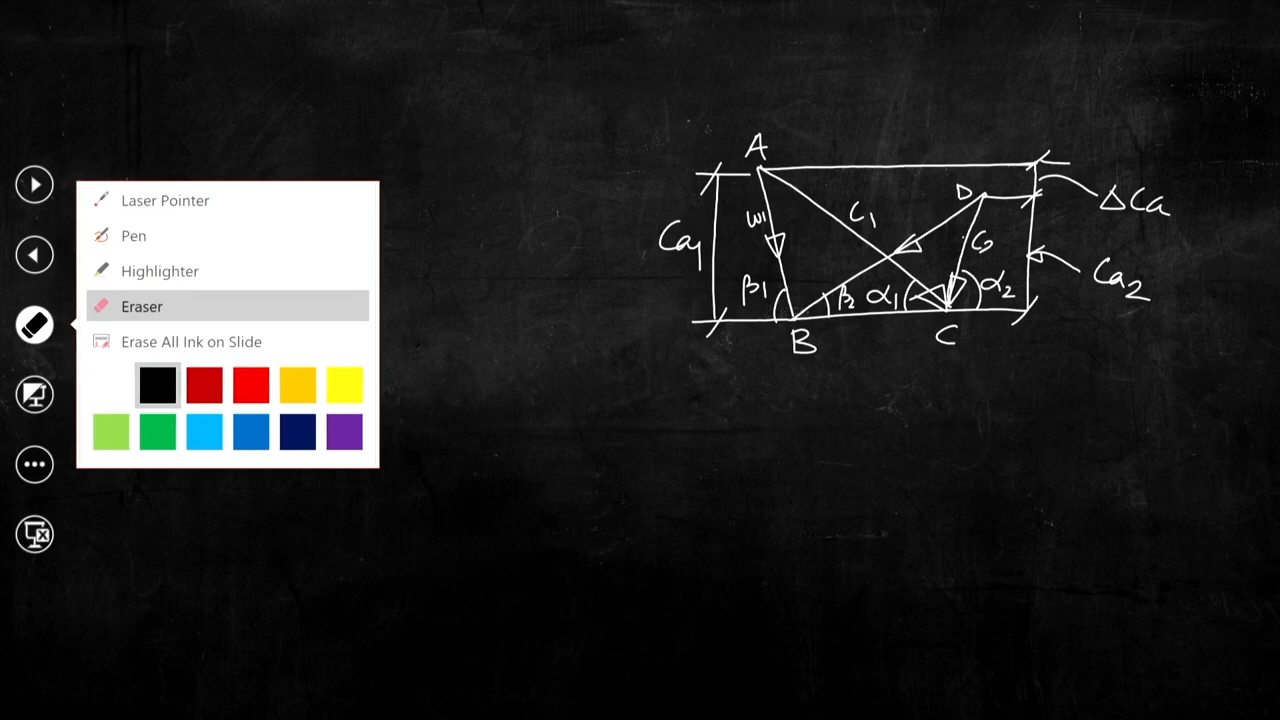 Laser Pointer
Pen
Highlighter
Eraser
Erase All Ink on Slide
A
D
ΔCa
W1
C1
Ca1
Ca2
β1
β2
α1
α2
B
C